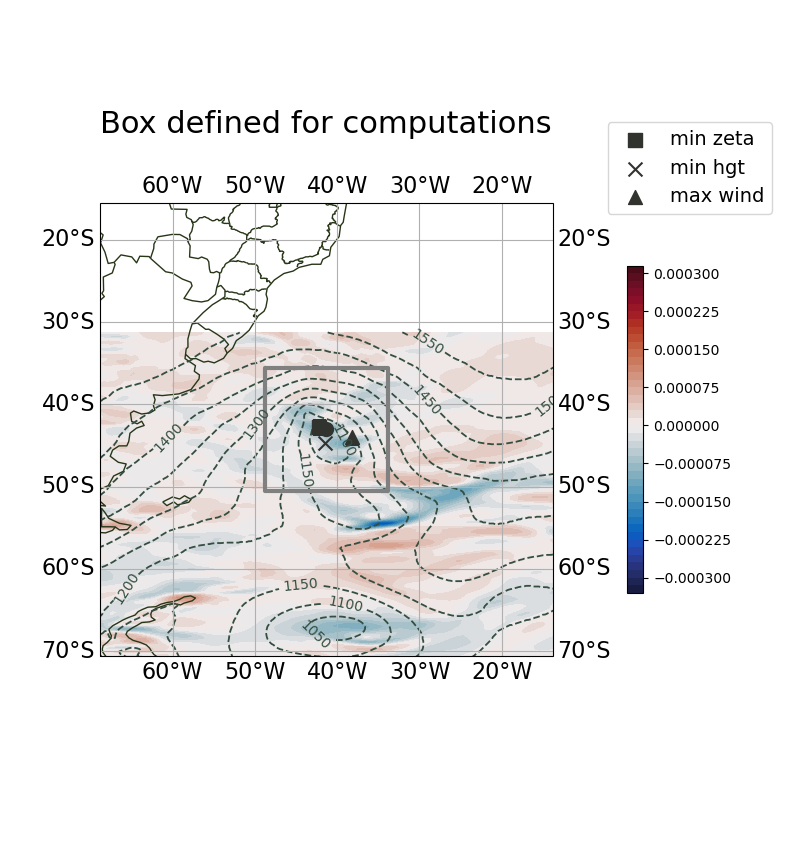 Box defined for computations
min zeta
min hgt
max wind
60°W 50°W 40°W 30°W 20°W
20°S 20°S
30°S 30°S
40°S 40°S
50°S 50°S
60°S 60°S
70°S 70°S
60°W 50°W 40°W 30°W 20°W
1550
1450
1300
1400
1150
1200
1150
1100
1050
0.000300
0.000225
0.000150
0.000075
0.000000
−0.000075
−0.000150
−0.000225
−0.000300